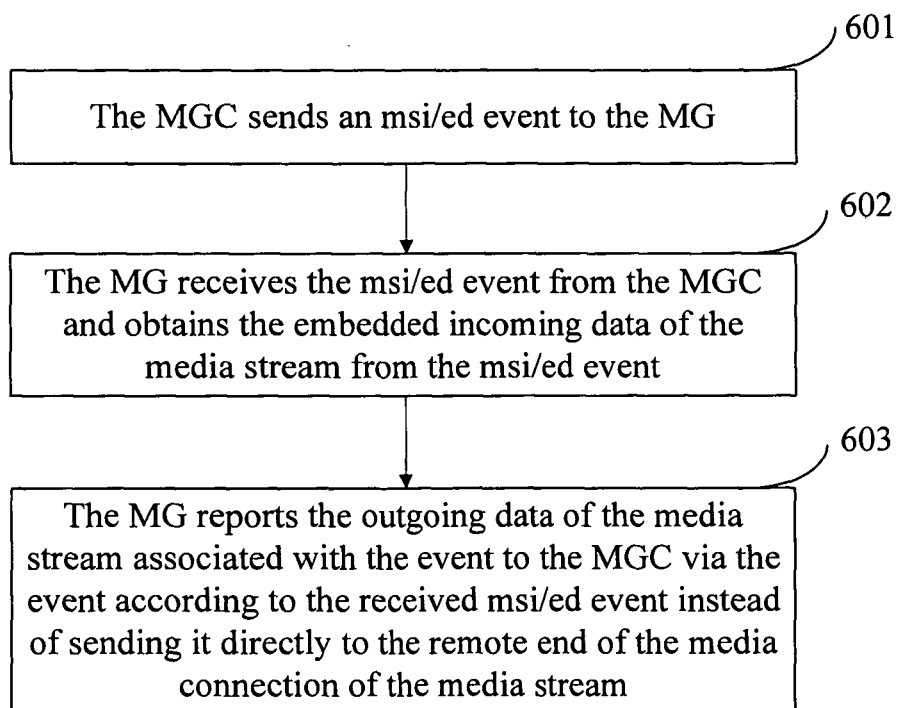 601
The MGC sends an msi/ed event to the MG
602
The MG receives the msi/ed event from the MGC
and obtains the embedded incoming data of the
media stream from the msi/ed event
603
The MG reports the outgoing data of the media
stream associated with the event to the MGC via the
event according to the received msi/ed event instead
of sending it directly to the remote end of the media
connection of the media stream